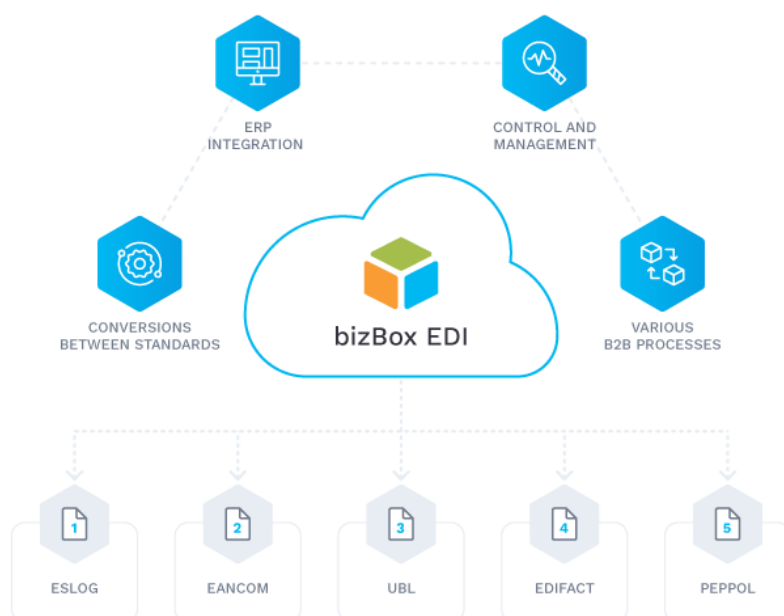 ERP
INTEGRATION
CONTROL AND
MANAGEMENT
CONVERSIONS
BETWEEN STANDARDS
bizBox EDI
VARIOUS
B2B PROCESSES
1
2
3
4
5
ESLOG
EANCOM
UBL
EDIFACT
PEPPOL